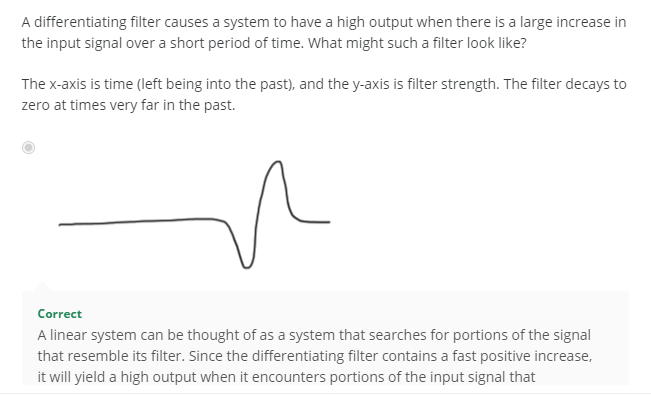 A differentiating filter causes a system to have a high output when there is a large increase in
the input signal over a short period of time. What might such a filter look like?
The x-axis is time (left being into the past), and the y-axis is filter strength. The filter decays to
zero at times very far in the past.
Correct
A linear system can be thought of as a system that searches for portions of the signal
that resemble its filter. Since the differentiating filter contains a fast positive increase,
it will yield a high output when it encounters portions of the input signal that